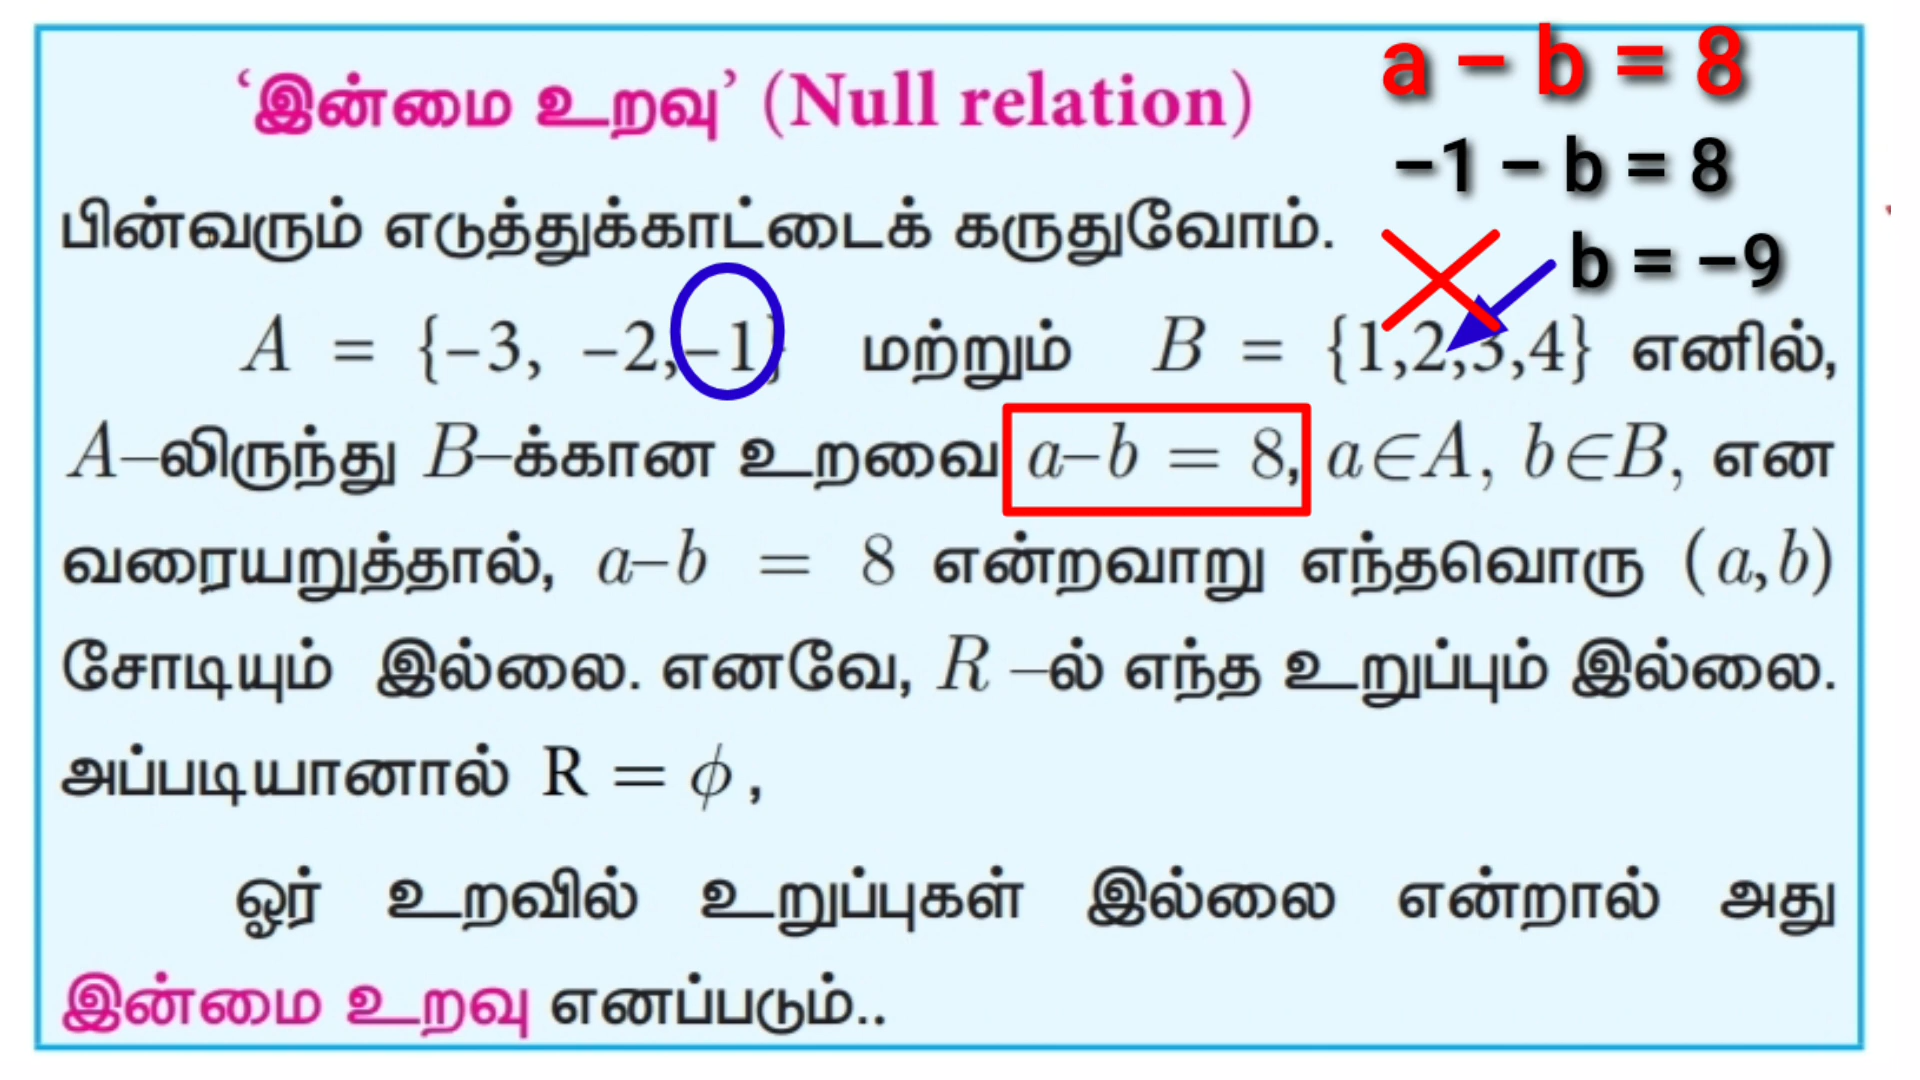 ‘இன்மை உறவு’ (Null relation)
a – b = 8
–1 – b = 8
b = –9
பின்வரும் எடுத்துக்காட்டைக் கருதுவோம்.
A = {–3, –2,–1} மற்றும் B = {1,2,3,4} எனில்,
A–லிருந்து B–க்கான உறவை a–b = 8, a∈A, b∈B, என
வரையறுத்தால், a–b = 8 என்றவாறு எந்தவொரு (a,b)
சோடியும் இல்லை. எனவே, R –ல் எந்த உறுப்பும் இல்லை.
அப்படியானால் R = ϕ,
ஓர் உறவில் உறுப்புகள் இல்லை என்றால் அது
இன்மை உறவு எனப்படும்..